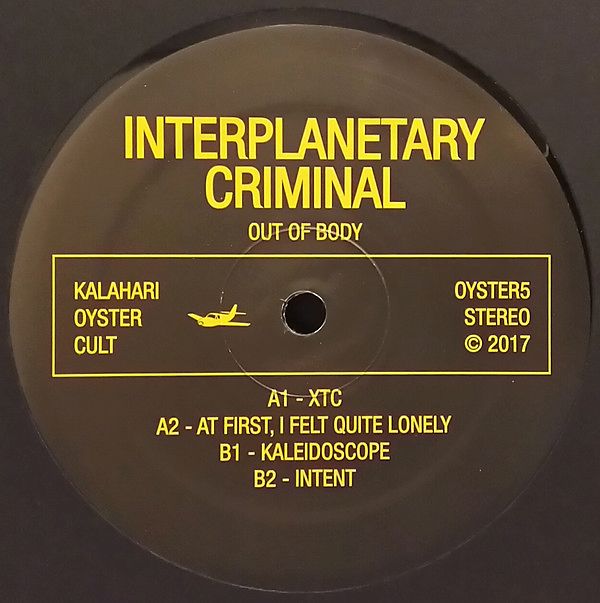 INTERPLANETARY
CRIMINAL
OUT OF BODY
KALAHARI
OYSTER
CULT
OYSTER5
STEREO
© 2017
A1 - XTC
A2 - AT FIRST, I FELT QUITE LONELY
B1 - KALEIDOSCOPE
B2 - INTENT